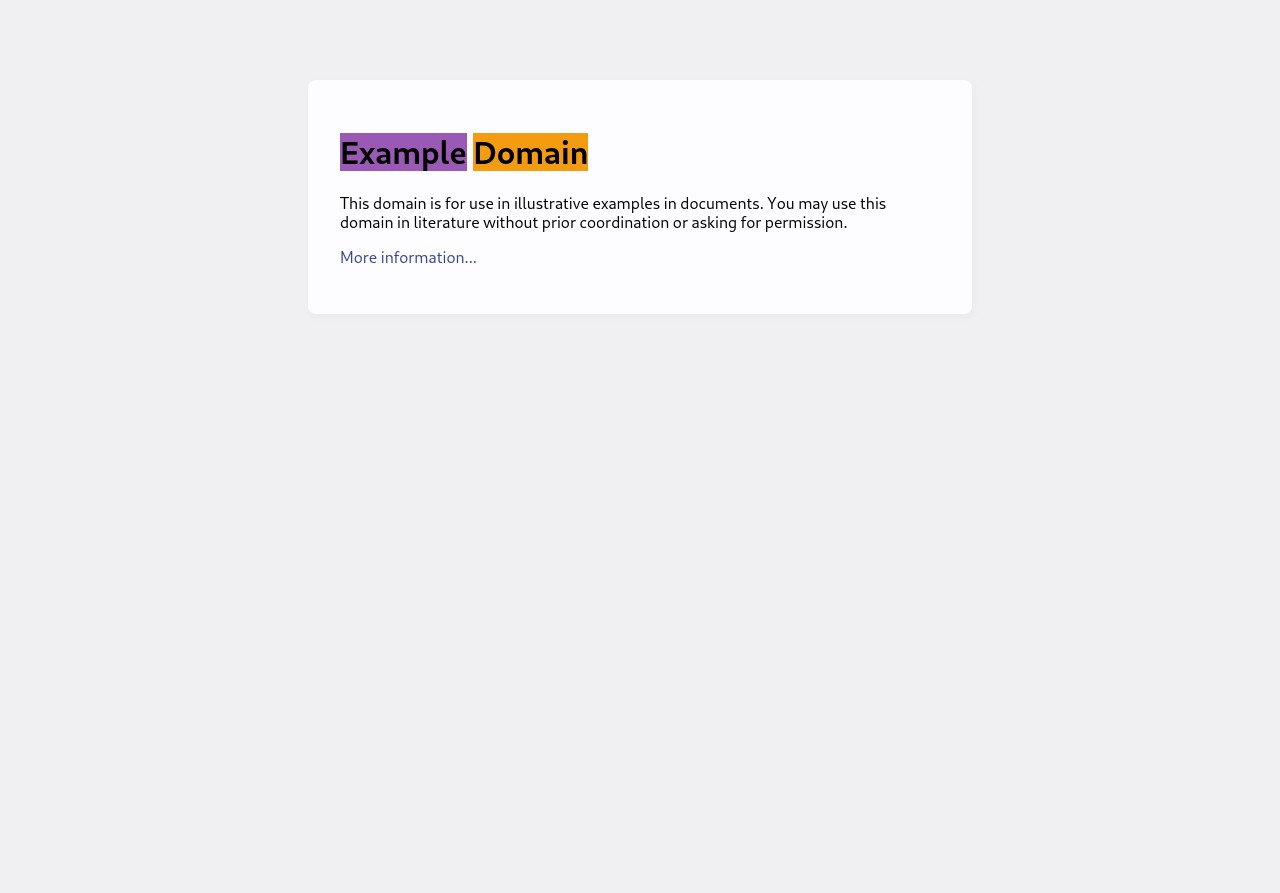 Example Domain
This domain is for use in illustrative examples in documents. You may use this
domain in literature without prior coordination or asking for permission.
More information...